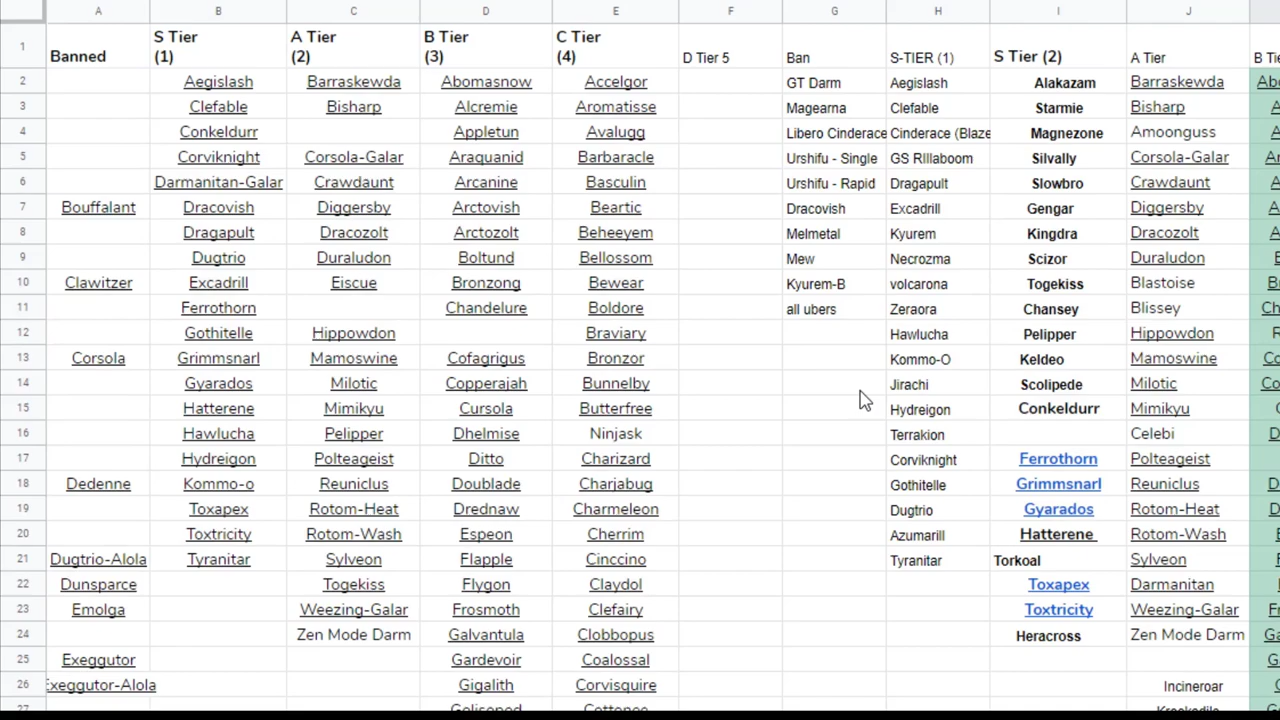 A B C D E F G H I J
1 Banned S Tier (1) A Tier (2) B Tier (3) C Tier (4) D Tier 5 Ban S-TIER (1) S Tier (2) A Tier B Tie
2 Aegislash Barraskewda Abomasnow Accelgor GT Darm Aegislash Alakazam Barraskewda Abo
3 Clefable Bisharp Alcremie Aromatisse Magearna Clefable Starmie Bisharp A
4 Conkeldurr Appletun Avalugg Libero Cinderace Cinderace (Blaze Magnezone Amoonguss A
5 Corviknight Corsola-Galar Araquanid Barbaracle Urshifu - Single GS RIllaboom Silvally Corsola-Galar Ar
6 Darmanitan-Galar Crawdaunt Arcanine Basculin Urshifu - Rapid Dragapult Slowbro Crawdaunt A
7 Bouffalant Dracovish Diggersby Arctovish Beartic Dracovish Excadrill Gengar Diggersby A
8 Dragapult Dracozolt Arctozolt Beheeyem Melmetal Kyurem Kingdra Dracozolt A
9 Dugtrio Duraludon Boltund Bellossom Mew Necrozma Scizor Duraludon E
10 Clawitzer Excadrill Eiscue Bronzong Bewear Kyurem-B volcarona Togekiss Blastoise Br
11 Ferrothorn Chandelure Boldore all ubers Zeraora Chansey Blissey Ch
12 Gothitelle Hippowdon Braviary Hawlucha Pelipper Hippowdon R
13 Corsola Grimmsnarl Mamoswine Cofagrigus Bronzor Kommo-O Keldeo Mamoswine Co
14 Gyarados Milotic Copperajah Bunnelby Jirachi Scolipede Milotic Co
15 Hatterene Mimikyu Cursola Butterfree Hydreigon Conkeldurr Mimikyu C
16 Hawlucha Pelipper Dhelmise Ninjask Terrakion Celebi D
17 Hydreigon Polteageist Ditto Charizard Corviknight Ferrothorn Polteageist
18 Dedenne Kommo-o Reuniclus Doublade Charjabug Gothitelle Grimmsnarl Reuniclus D
19 Toxapex Rotom-Heat Drednaw Charmeleon Dugtrio Gyarados Rotom-Heat D
20 Toxtricity Rotom-Wash Espeon Cherrim Azumarill Hatterene Rotom-Wash E
21 Dugtrio-Alola Tyranitar Sylveon Flapple Cinccino Tyranitar Torkoal Sylveon F
22 Dunsparce Togekiss Flygon Claydol Toxapex Darmanitan
23 Emolga Weezing-Galar Frosmoth Clefairy Toxtricity Weezing-Galar Fr
24 Zen Mode Darm Galvantula Clobbopus Heracross Zen Mode Darm Ga
25 Exeggutor Gardevoir Coalossal G
26 Exeggutor-Alola Gigalith Corvisquire Incineroar G
27 Golisopod Cottonee Krookodile